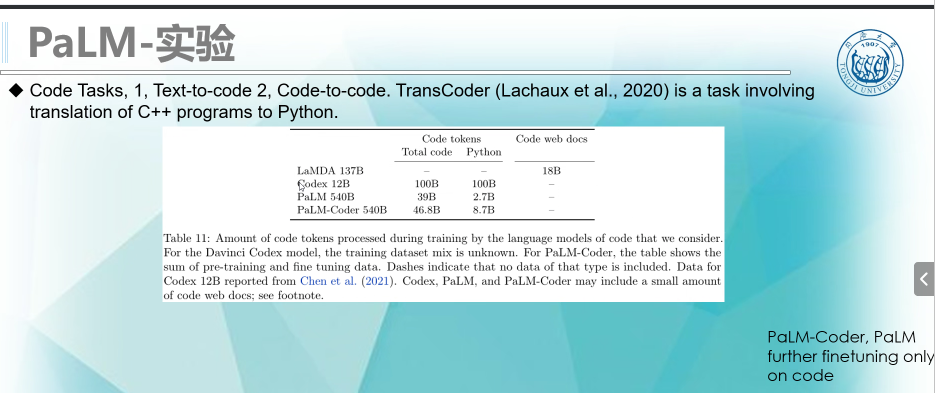 PaLM-实验
◆ Code Tasks, 1, Text-to-code 2, Code-to-code. TransCoder (Lachaux et al., 2020) is a task involving
translation of C++ programs to Python.
Code tokens Code web docs
Total code Python
LaMDA 137B – – 18B
Codex 12B 100B 100B –
PaLM 540B 39B 2.7B –
PaLM-Coder 540B 46.8B 8.7B –
Table 11: Amount of code tokens processed during training by the language models of code that we consider.
For the Davinci Codex model, the training dataset mix is unknown. For PaLM-Coder, the table shows the
sum of pre-training and fine tuning data. Dashes indicate that no data of that type is included. Data for
Codex 12B reported from Chen et al. (2021). Codex, PaLM, and PaLM-Coder may include a small amount
of code web docs; see footnote.
PaLM-Coder, PaLM
further finetuning only
on code
1907
TONGJI UNIVERSITY